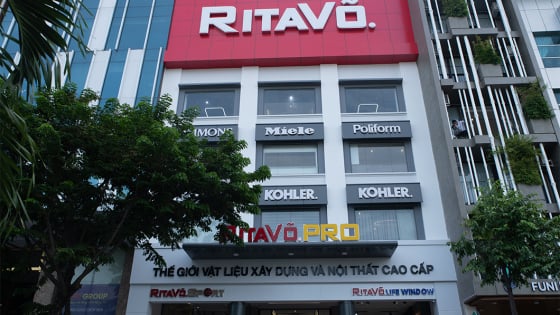 RITAVÕ.
Miele
Poliform
KOHLER.
KOHLER.
RITAVÕ.PRO
THẾ GIỚI VẬT LIỆU XÂY DỰNG VÀ NỘI THẤT CAO CẤP
RITAVÕ.SPORT
RITAVÕ.LIFE WINDOW
GROUP
FUNI